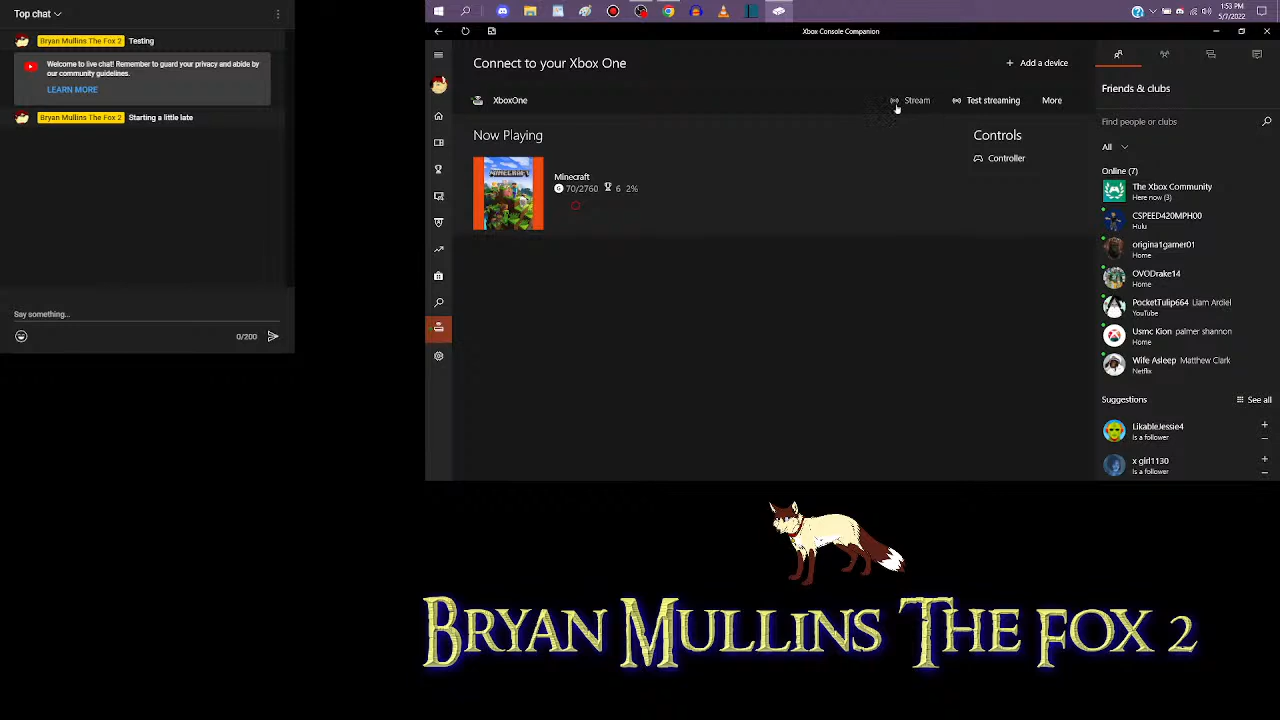 Top chat
Bryan Mullins The Fox 2 Testing
Welcome to live chat! Remember to guard your privacy and abide by
our community guidelines.
LEARN MORE
Bryan Mullins The Fox 2 Starting a little late
Say something...
0/200
1:53 PM
5/7/2022
Xbox Console Companion
Connect to your Xbox One
Add a device
XboxOne
Stream
Test streaming
More
Now Playing
Minecraft
G 70/2760 6 2%
MINECRAFT
Controls
Controller
Friends & clubs
Find people or clubs
All
Online (7)
The Xbox Community
Here now (3)
CSPEED420MPH00
Hulu
origina1gamer01
Home
OVODrake14
Home
PocketTulip664 Liam Ardiel
YouTube
Usmc Kion palmer shannon
Home
Wife Asleep Matthew Clark
Netflix
Suggestions
See all
LikableJessie4
Is a follower
x girl1130
Is a follower
Bryan Mullins The Fox 2